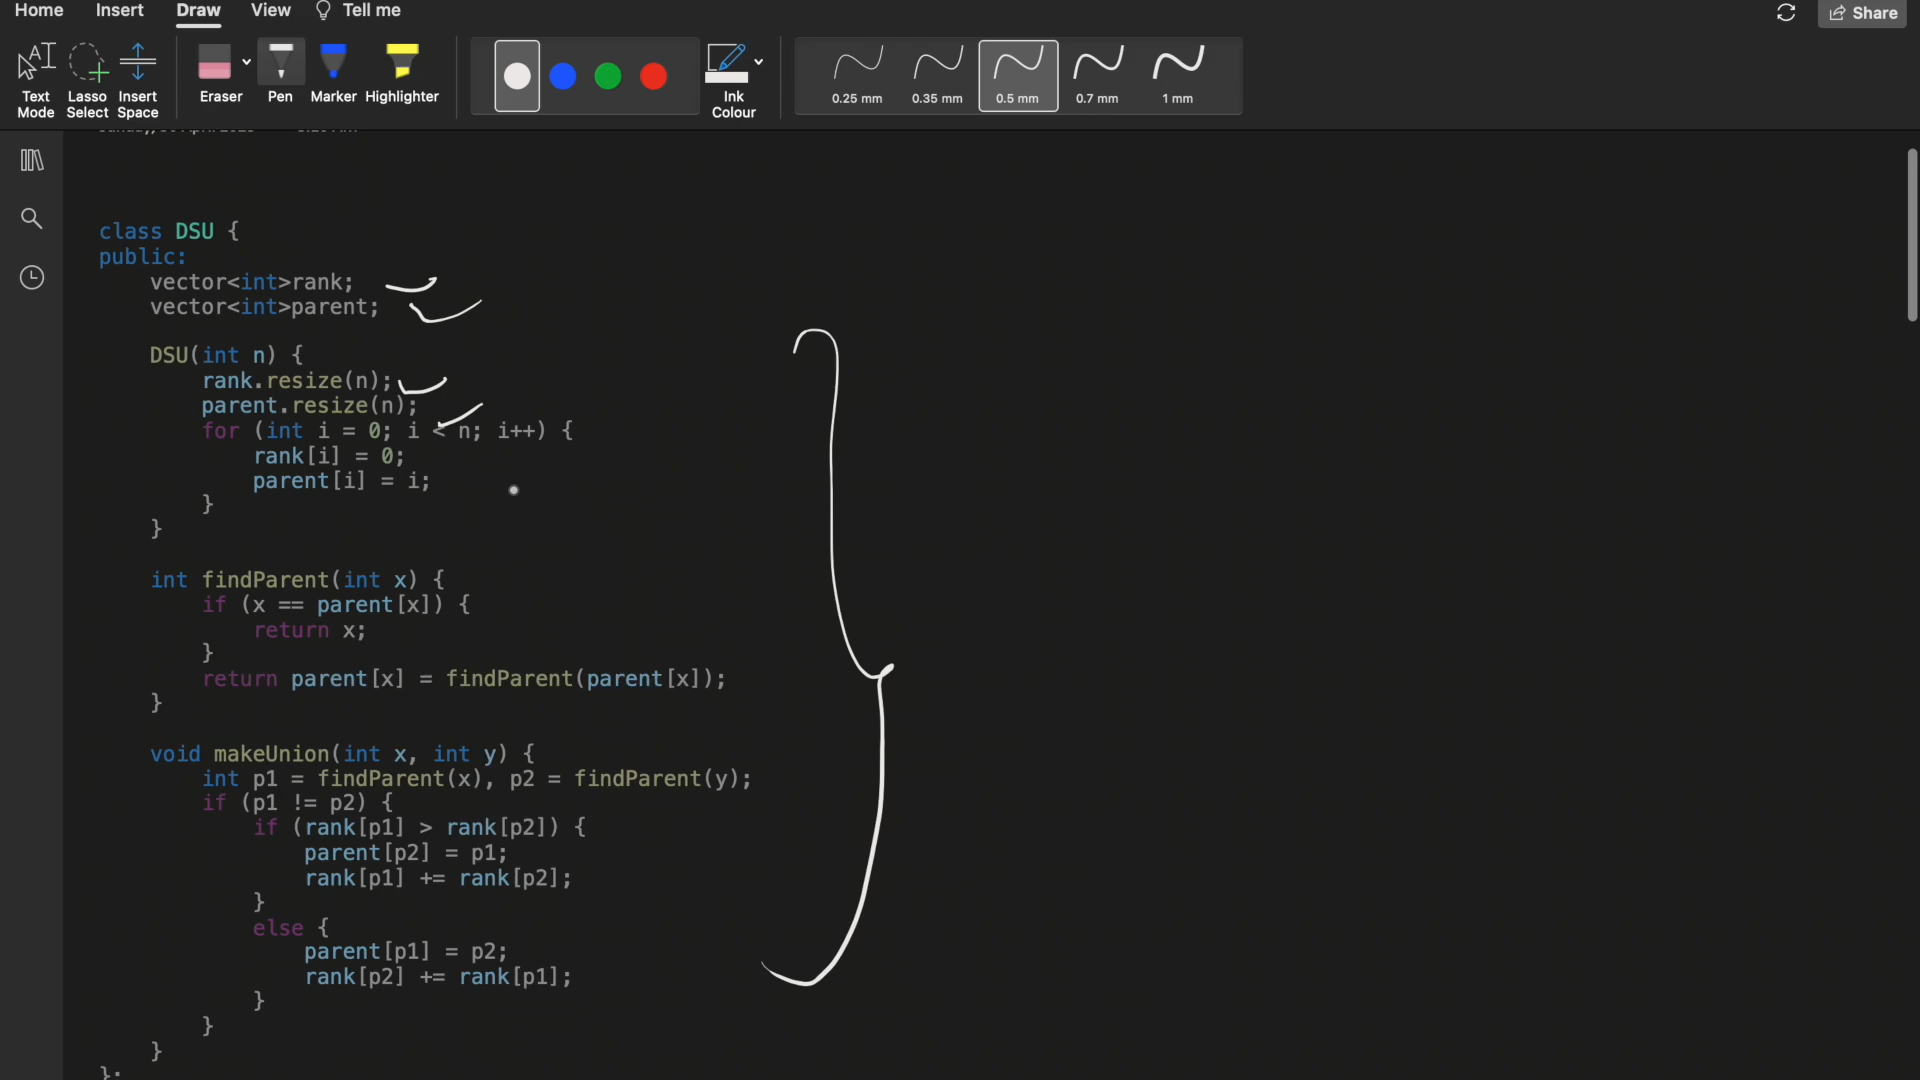 Home Insert Draw View Tell me Share
Text Mode Lasso Select Insert Space Eraser Pen Marker Highlighter Ink Colour 0.25 mm 0.35 mm 0.5 mm 0.7 mm 1 mm
class DSU {
public:
    vector<int>rank;
    vector<int>parent;
    DSU(int n) {
        rank.resize(n);
        parent.resize(n);
        for (int i = 0; i < n; i++) {
            rank[i] = 0;
            parent[i] = i;
        }
    }
    int findParent(int x) {
        if (x == parent[x]) {
            return x;
        }
        return parent[x] = findParent(parent[x]);
    }
    void makeUnion(int x, int y) {
        int p1 = findParent(x), p2 = findParent(y);
        if (p1 != p2) {
            if (rank[p1] > rank[p2]) {
                parent[p2] = p1;
                rank[p1] += rank[p2];
            }
            else {
                parent[p1] = p2;
                rank[p2] += rank[p1];
            }
        }
    }
};